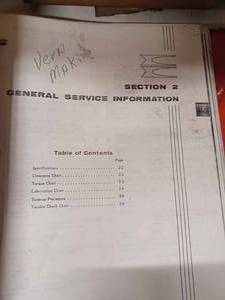 Vern
SECTION 2
GENERAL SERVICE INFORMATION
Table of Contents
Page
Specifications
Clearance Chart
Torque Chart
Lubrication Chart
Tune-up Procedure
Trouble Check Chart